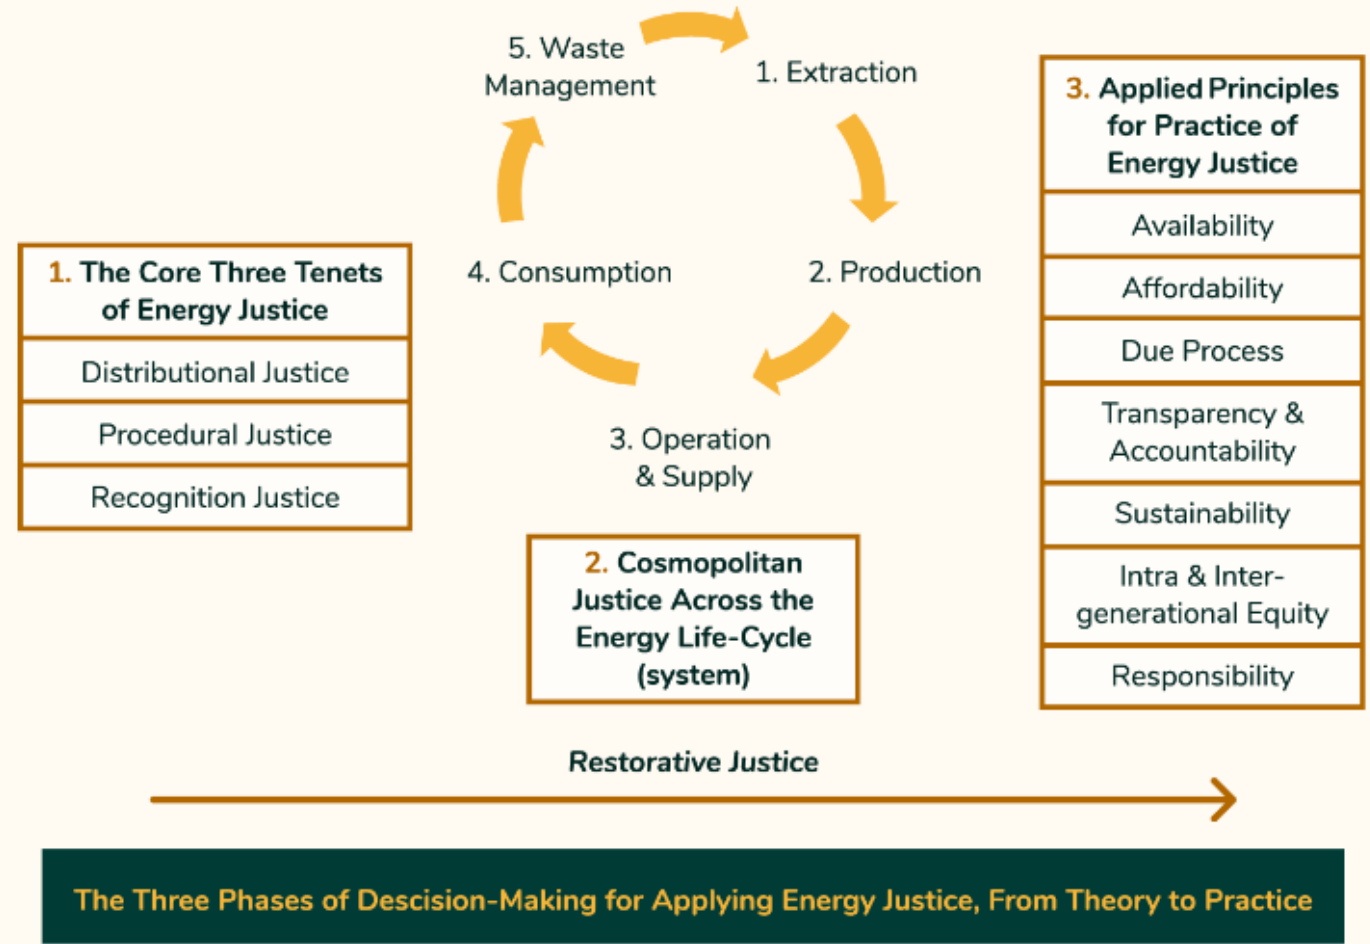 1. The Core Three Tenets
of Energy Justice
Distributional Justice
Procedural Justice
Recognition Justice
5. Waste
Management
1. Extraction
2. Production
3. Operation
& Supply
4. Consumption
2. Cosmopolitan
Justice Across the
Energy Life-Cycle
(system)
3. Applied Principles
for Practice of
Energy Justice
Availability
Affordability
Due Process
Transparency &
Accountability
Sustainability
Intra & Inter-
generational Equity
Responsibility
Restorative Justice
The Three Phases of Descision-Making for Applying Energy Justice, From Theory to Practice